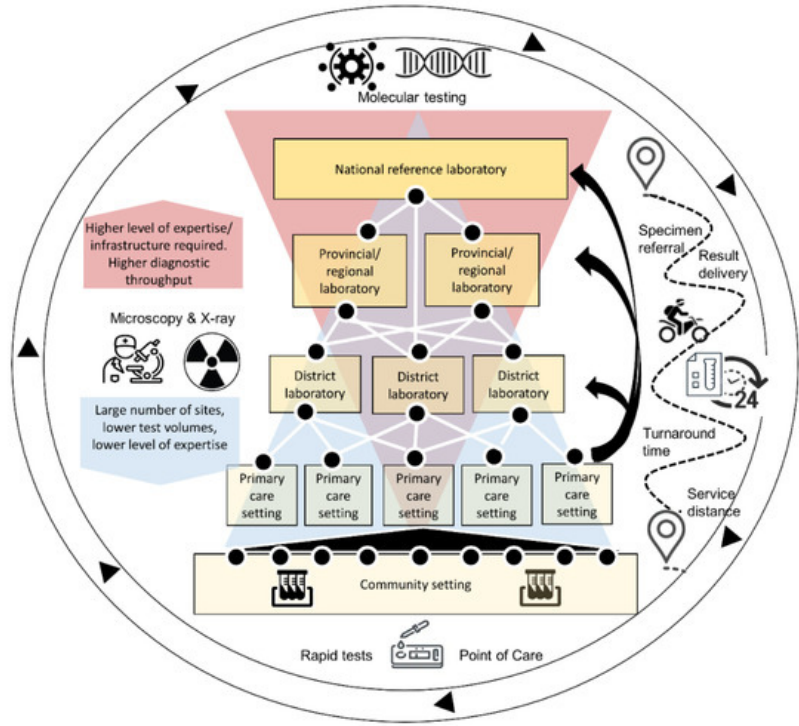 Molecular testing
National reference laboratory
Higher level of expertise/
infrastructure required.
Higher diagnostic
throughput
Provincial/
regional
laboratory
Provincial/
regional
laboratory
Specimen
referral
Result
delivery
Microscopy & X-ray
District
laboratory
District
laboratory
District
laboratory
24
Large number of sites,
lower test volumes,
lower level of expertise
Turnaround
time
Primary
care
setting
Primary
care
setting
Primary
care
setting
Primary
care
setting
Primary
care
setting
Service
distance
Community setting
Rapid tests
Point of Care